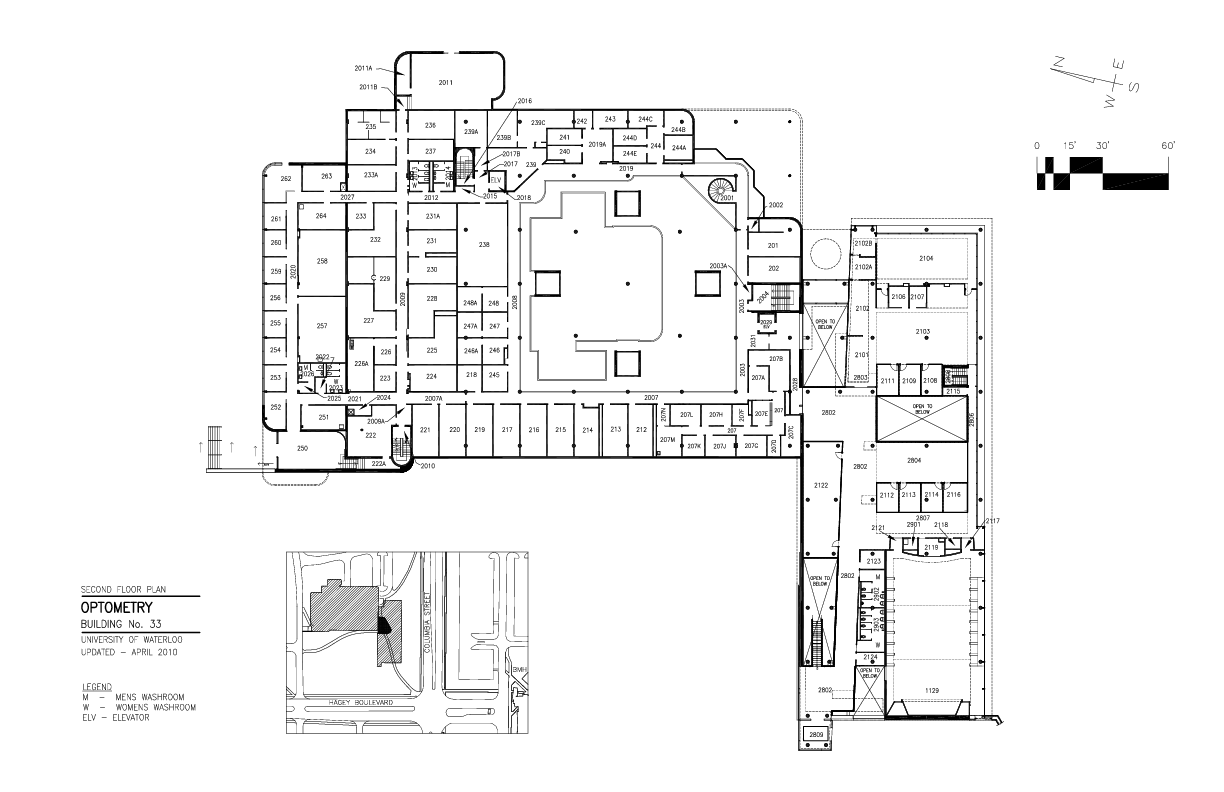 2011A
2011
2011B
2016
N
E
W
S
0 15' 30' 60'
235
236
239A
239B
239C
242
243
244C
244B
241
2019A
244D
244
244A
240
244E
234
237
2017B
2017
239
2019
262
263
233A
W
M
ELV
2015
2018
2027
2012
2001
2002
261
264
233
231A
201
260
232
231
238
202
2003A
259
258
2020
229
230
2009
2008
2004
2003
256
228
248A
248
255
257
227
247A
247
2029
ELV
2031
254
2022
226A
226
225
246A
246
207B
253
M
2026
W
2023
223
224
218
245
207A
2003
2028
2025
2021
2024
2007A
2007
252
251
2009A
222
221
220
219
217
216
215
214
213
212
207N
207L
207H
207F
207E
207
207
207C
207M
207K
207J
207G
207D
250
222A
2010
2102B
2102A
2104
2106
2107
2102
OPEN TO
BELOW
2103
2101
2803
2111
2109
2108
2115
2802
OPEN TO
BELOW
2806
2802
2804
2122
2112
2113
2114
2116
2807
2121
2901
2118
2117
2119
2123
2802
OPEN TO
BELOW
M
2902
2903
W
2124
OPEN TO
BELOW
2802
1129
2809
COLUMBIA STREET
BMH
HAGEY BOULEVARD
SECOND FLOOR PLAN
OPTOMETRY
BUILDING No. 33
UNIVERSITY OF WATERLOO
UPDATED – APRIL 2010
LEGEND
M – MENS WASHROOM
W – WOMENS WASHROOM
ELV – ELEVATOR